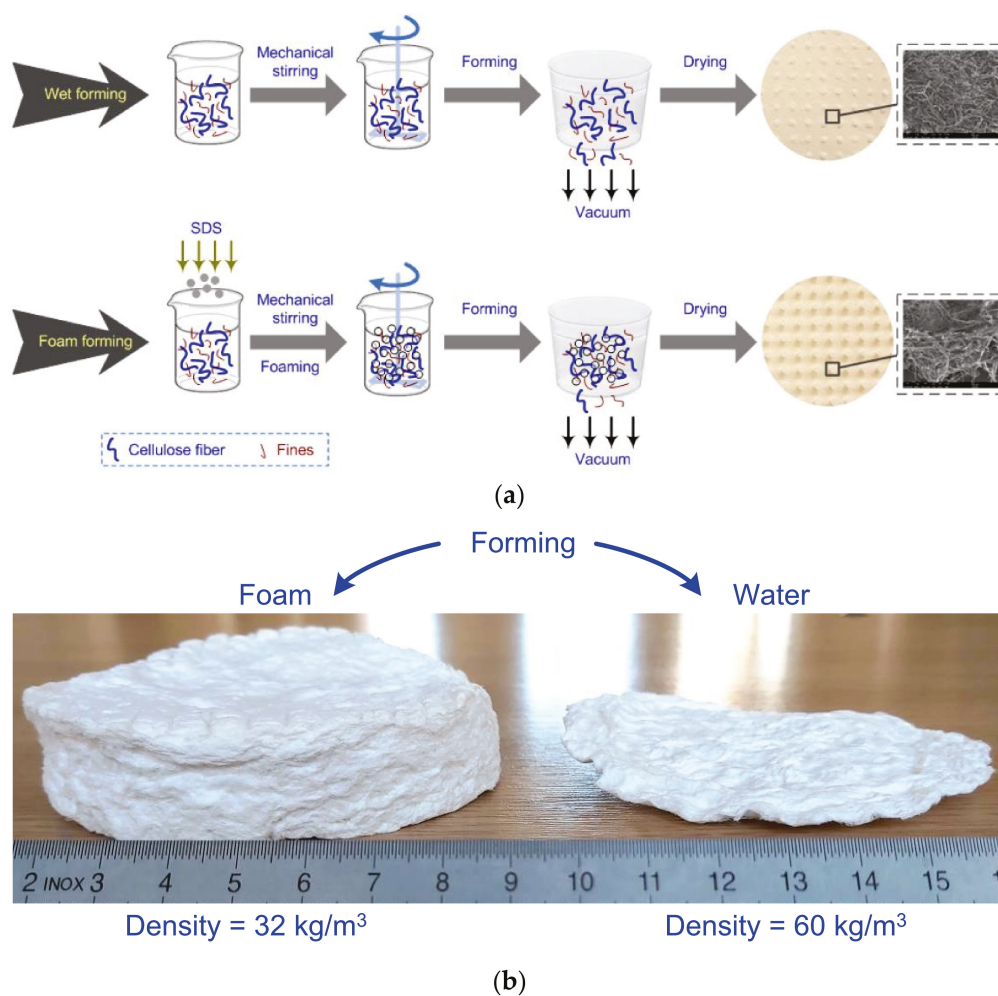 Wet forming
Mechanical
stirring
Forming
Drying
Vacuum
SDS
Foam forming
Mechanical
stirring
Foaming
Forming
Drying
Vacuum
Cellulose fiber
Fines
(a)
Forming
Foam
Water
2 INOX 3 4 5 6 7 8 9 10 11 12 13 14 15
Density = 32 kg/m³
Density = 60 kg/m³
(b)